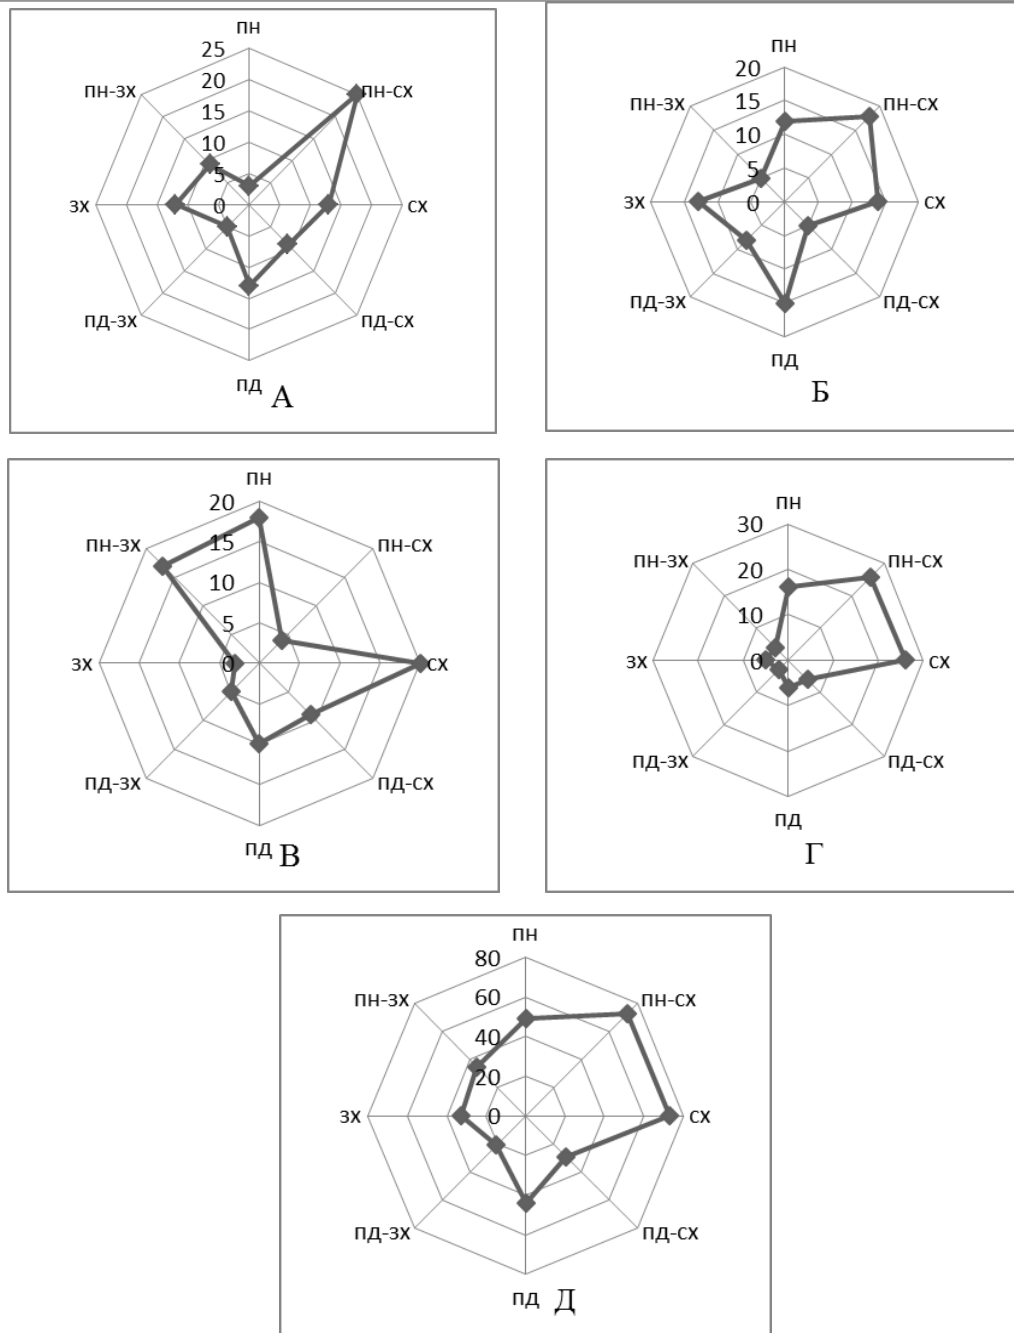 пн
25
20
15
10
5
0
пн-зх
пн-сх
зх
сх
пд-зх
пд-сх
пд
А
пн
20
15
10
5
0
пн-зх
пн-сх
зх
сх
пд-зх
пд-сх
пд
Б
пн
20
15
10
5
0
пн-зх
пн-сх
зх
сх
пд-зх
пд-сх
пд
В
пн
30
20
10
0
пн-зх
пн-сх
зх
сх
пд-зх
пд-сх
пд
Г
пн
80
60
40
20
0
пн-зх
пн-сх
зх
сх
пд-зх
пд-сх
пд
Д